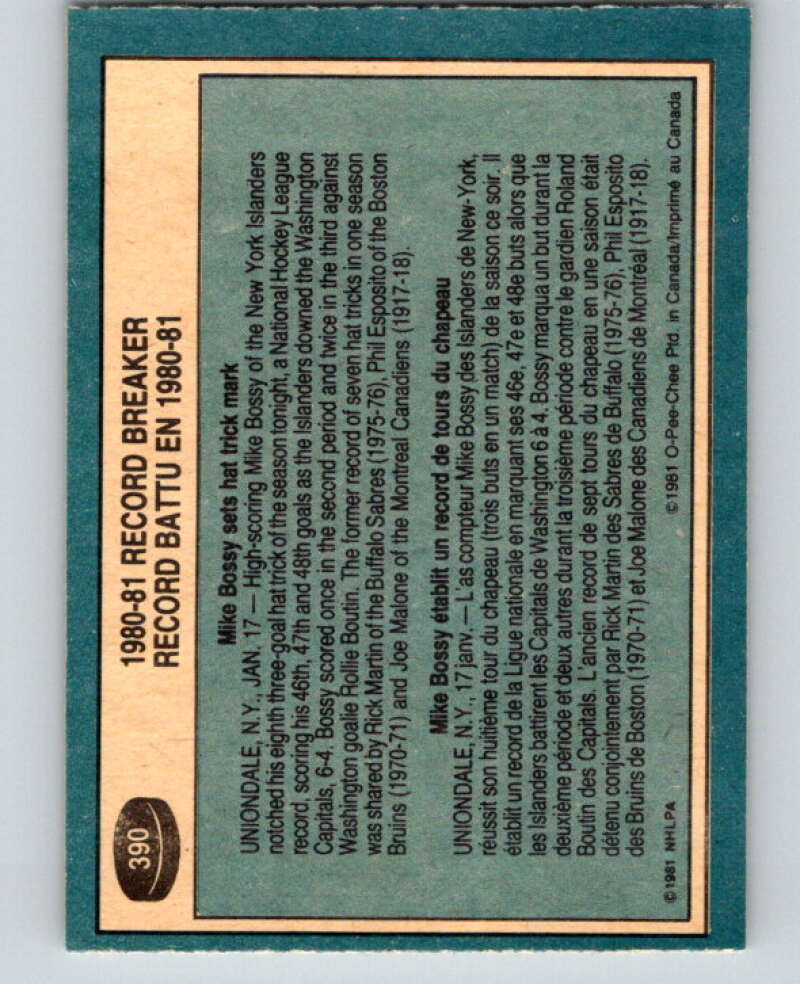 390
1980-81 RECORD BREAKER
RECORD BATTU EN 1980-81
Mike Bossy sets hat trick mark
UNIONDALE, N.Y., JAN. 17 — High-scoring Mike Bossy of the New York Islanders
notched his eighth three-goal hat trick of the season tonight, a National Hockey League
record, scoring his 46th, 47th and 48th goals as the Islanders downed the Washington
Capitals, 6-4. Bossy scored once in the second period and twice in the third against
Washington goalie Rollie Boutin. The former record of seven hat tricks in one season
was shared by Rick Martin of the Buffalo Sabres (1975-76), Phil Esposito of the Boston
Bruins (1970-71) and Joe Malone of the Montreal Canadiens (1917-18).
Mike Bossy établit un record de tours du chapeau
UNIONDALE, N.Y., 17 janv. — L'as compteur Mike Bossy des Islanders de New-York,
réussit son huitième tour du chapeau (trois buts en un match) de la saison ce soir. Il
établit un record de la Ligue nationale en marquant ses 46e, 47e et 48e buts alors que
les Islanders battirent les Capitals de Washington 6 à 4. Bossy marqua un but durant la
deuxième période et deux autres durant la troisième période contre le gardien Roland
Boutin des Capitals. L'ancien record de sept tours du chapeau en une saison était
détenu conjointement par Rick Martin des Sabres de Buffalo (1975-76), Phil Esposito
des Bruins de Boston (1970-71) et Joe Malone des Canadiens de Montréal (1917-18).
©1981 NHLPA ©1981 O-Pee-Chee Ptd. in Canada/Imprimé au Canada